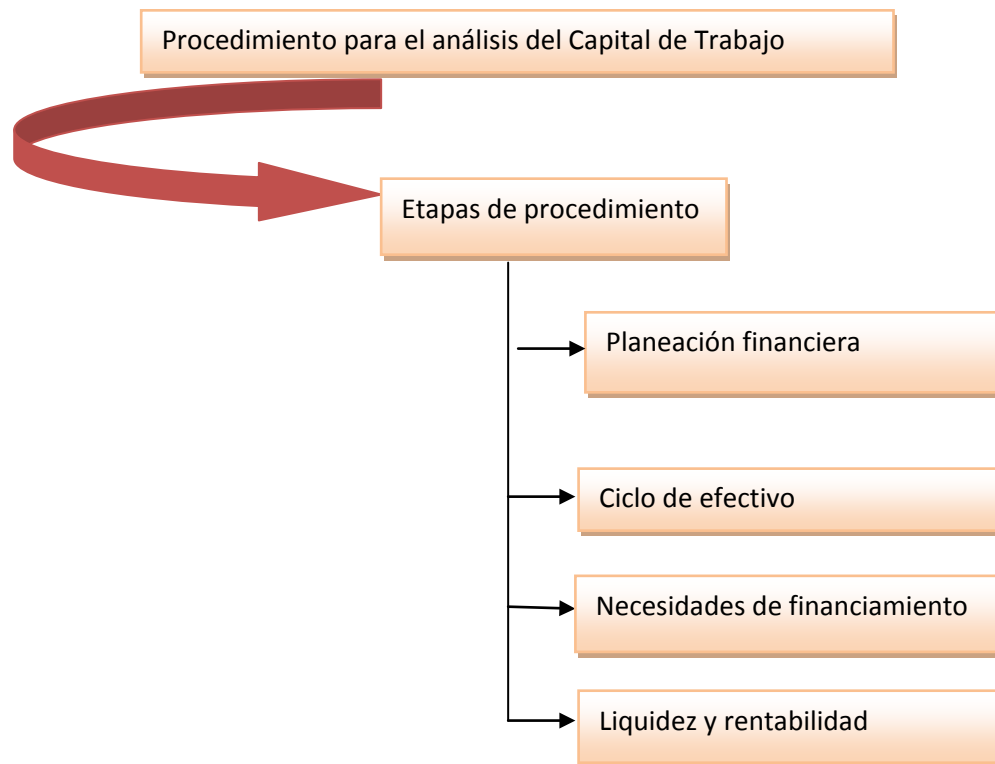 Procedimiento para el análisis del Capital de Trabajo
Etapas de procedimiento
Planeación financiera
Ciclo de efectivo
Necesidades de financiamiento
Liquidez y rentabilidad